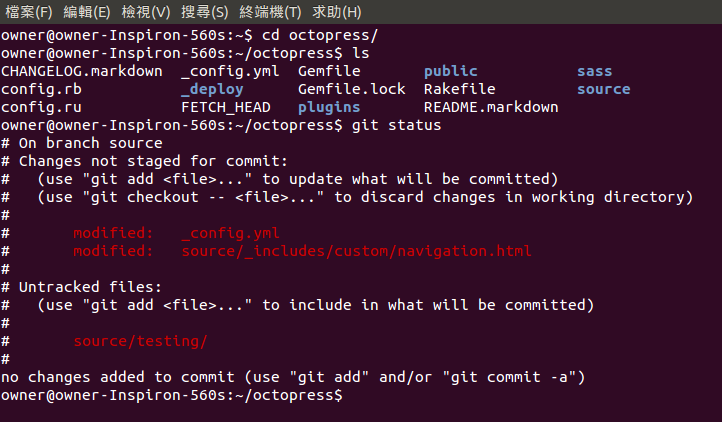 檔案(F) 編輯(E) 檢視(V) 搜尋(S) 終端機(T) 求助(H)
owner@owner-Inspiron-560s:~$ cd octopress/
owner@owner-Inspiron-560s:~/octopress$ ls
CHANGELOG.markdown  _config.yml  Gemfile       public           sass
config.rb           _deploy      Gemfile.lock  Rakefile         source
config.ru           FETCH_HEAD   plugins       README.markdown
owner@owner-Inspiron-560s:~/octopress$ git status
# On branch source
# Changes not staged for commit:
#   (use "git add <file>..." to update what will be committed)
#   (use "git checkout -- <file>..." to discard changes in working directory)
#
#       modified:   _config.yml
#       modified:   source/_includes/custom/navigation.html
#
# Untracked files:
#   (use "git add <file>..." to include in what will be committed)
#
#       source/testing/
#
no changes added to commit (use "git add" and/or "git commit -a")
owner@owner-Inspiron-560s:~/octopress$